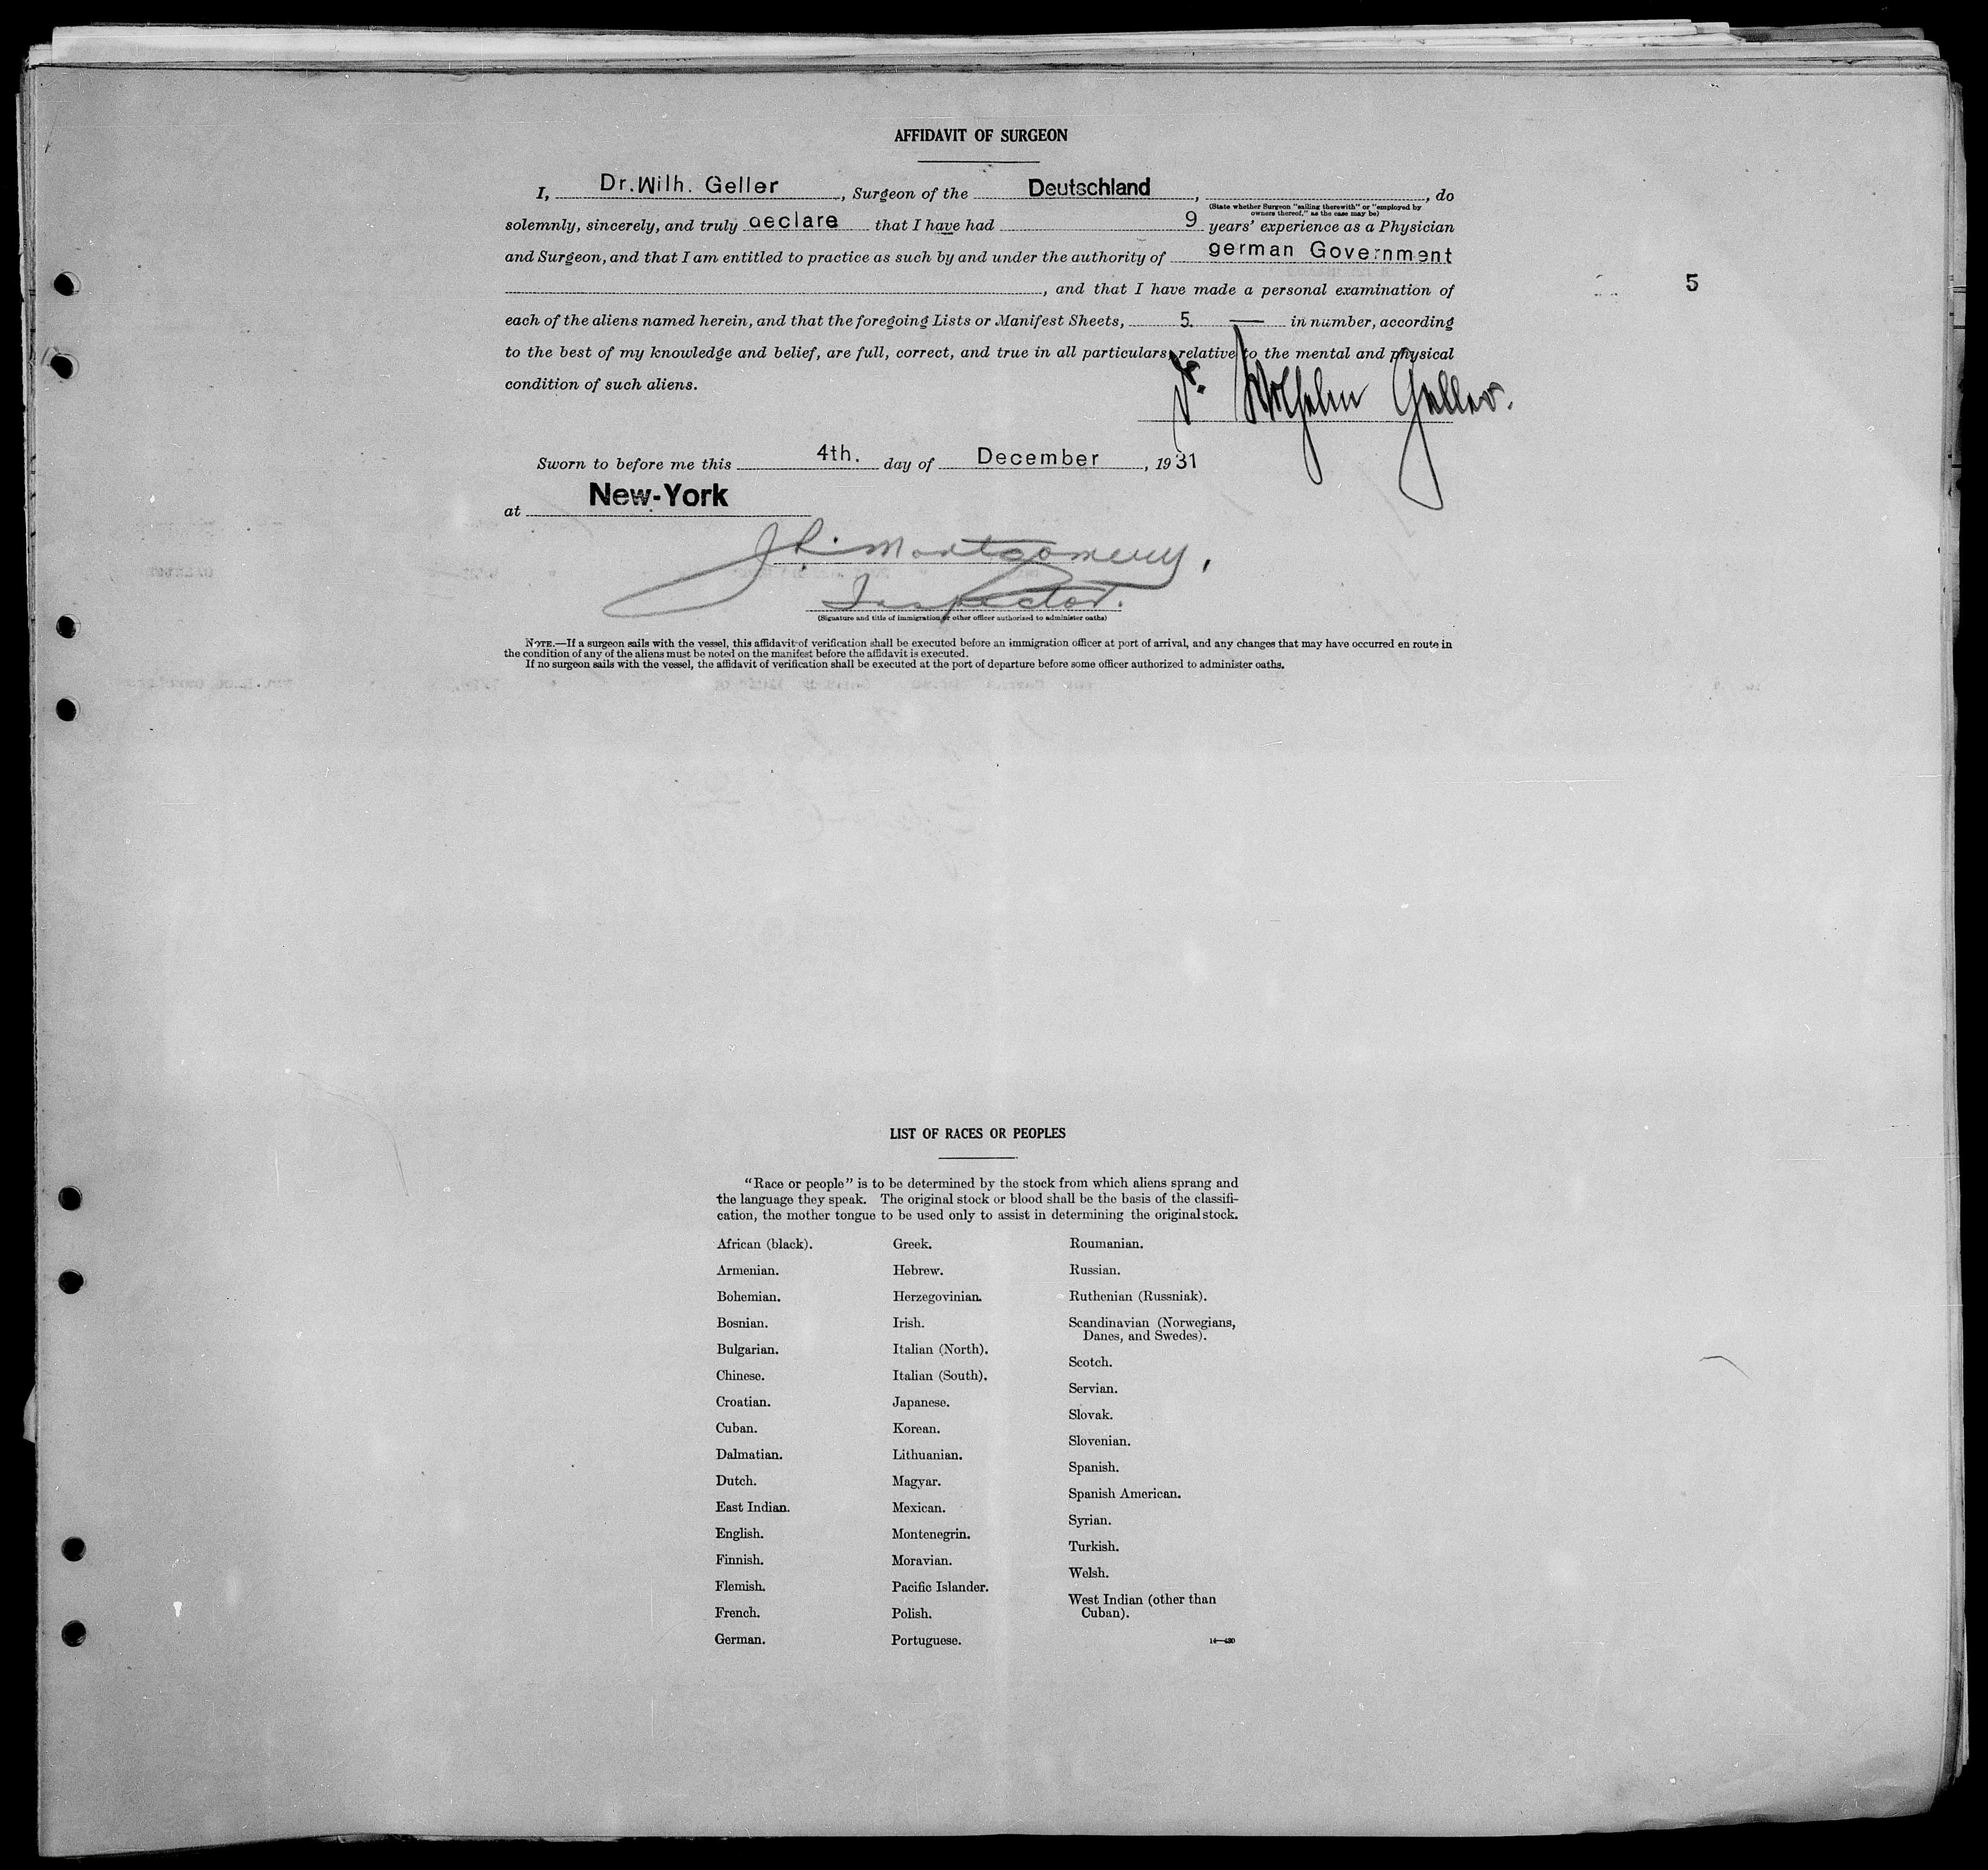 AFFIDAVIT OF SURGEON
I, Dr. Wilh. Geller, Surgeon of the Deutschland, , do
(State whether Surgeon "sailing therewith" or "employed by
owners thereof," as the case may be)
solemnly, sincerely, and truly declare that I have had 9 years' experience as a Physician
and Surgeon, and that I am entitled to practice as such by and under the authority of german Government
, and that I have made a personal examination of
5
each of the aliens named herein, and that the foregoing Lists or Manifest Sheets, 5. — in number, according
to the best of my knowledge and belief, are full, correct, and true in all particulars, relative to the mental and physical
condition of such aliens.
Dr. Wilhelm Geller.
Sworn to before me this 4th. day of December, 1931
at New-York
J.R. Montgomery,
Inspector.
(Signature and title of immigration or other officer authorized to administer oaths)
NOTE.—If a surgeon sails with the vessel, this affidavit of verification shall be executed before an immigration officer at port of arrival, and any changes that may have occurred en route in
the condition of any of the aliens must be noted on the manifest before the affidavit is executed.
If no surgeon sails with the vessel, the affidavit of verification shall be executed at the port of departure before some officer authorized to administer oaths.
LIST OF RACES OR PEOPLES
"Race or people" is to be determined by the stock from which aliens sprang and
the language they speak. The original stock or blood shall be the basis of the classifi-
cation, the mother tongue to be used only to assist in determining the original stock.
African (black).
Armenian.
Bohemian.
Bosnian.
Bulgarian.
Chinese.
Croatian.
Cuban.
Dalmatian.
Dutch.
East Indian.
English.
Finnish.
Flemish.
French.
German.
Greek.
Hebrew.
Herzegovinian.
Irish.
Italian (North).
Italian (South).
Japanese.
Korean.
Lithuanian.
Magyar.
Mexican.
Montenegrin.
Moravian.
Pacific Islander.
Polish.
Portuguese.
Roumanian.
Russian.
Ruthenian (Russniak).
Scandinavian (Norwegians,
Danes, and Swedes).
Scotch.
Servian.
Slovak.
Slovenian.
Spanish.
Spanish American.
Syrian.
Turkish.
Welsh.
West Indian (other than
Cuban).
14—430